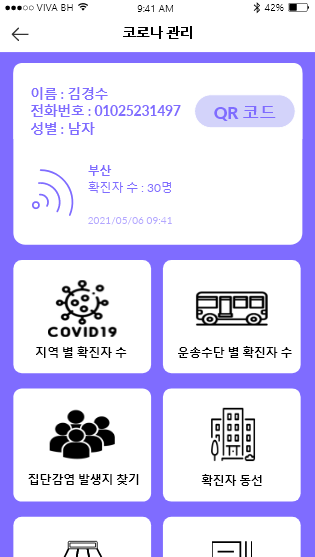 VIVA BH 9:41 AM 42%
코로나 관리
이름 : 김경수
전화번호 : 01025231497
성별 : 남자
QR 코드
부산
확진자 수 : 30명
2021/05/06 09:41
COVID19
지역 별 확진자 수
운송수단 별 확진자 수
집단감염 발생지 찾기
확진자 동선